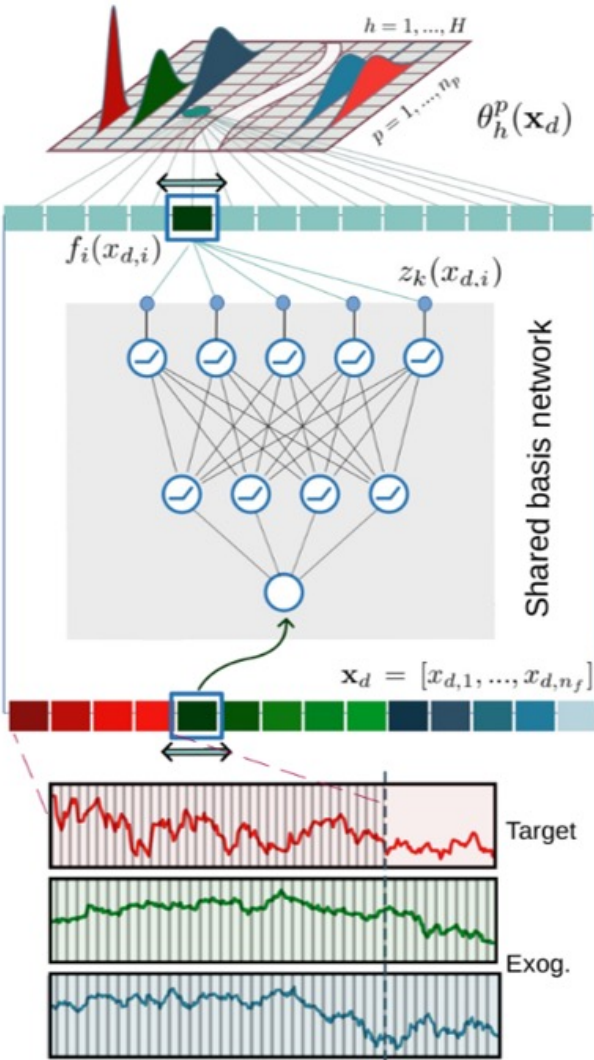 h = 1, ..., H
p = 1, ..., n_p
θ_h^p(x_d)
f_i(x_{d,i})
z_k(x_{d,i})
Shared basis network
x_d = [x_{d,1}, ..., x_{d,n_f}]
Target
Exog.